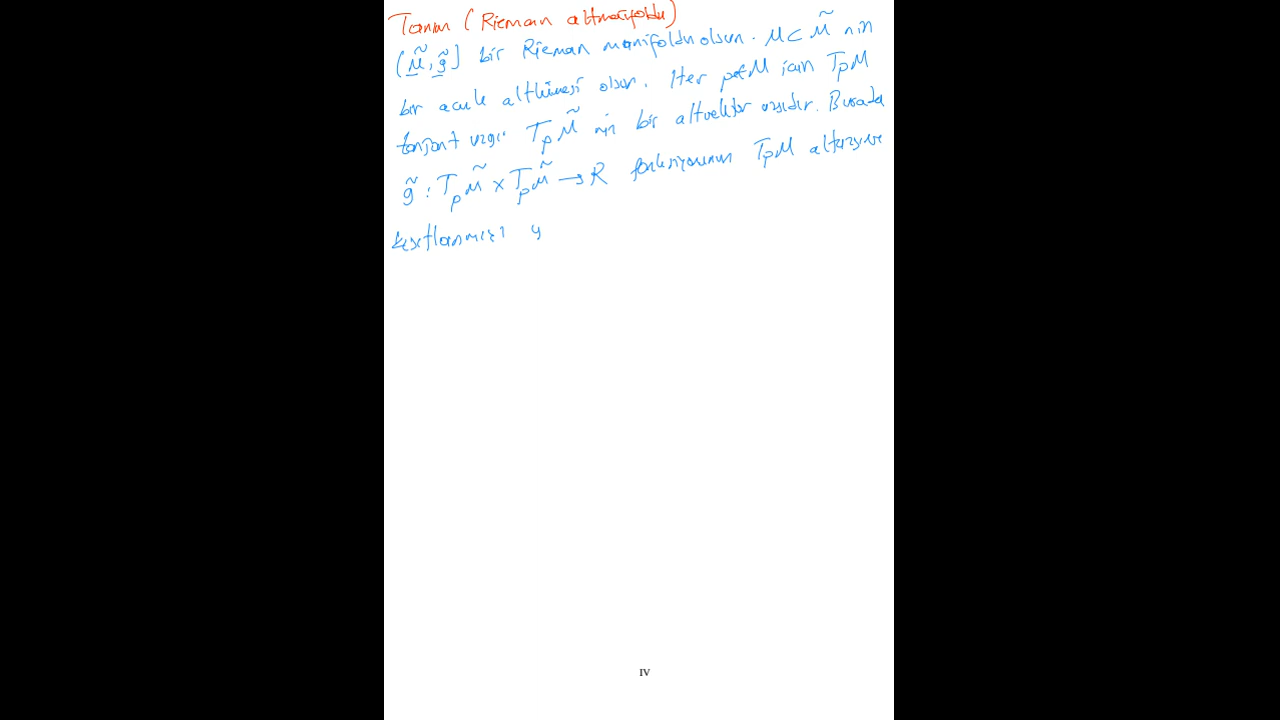 Tanım (Rieman altmanifoldu)
(M̃, g̃) bir Rieman manifoldu olsun. M ⊂ M̃ nin
bir açık altkümesi olsun. Her p∈M için TₚM
tanjant uzayı TₚM̃ nin bir altvektör uzayıdır. Burada
g̃ : TₚM̃ × TₚM̃ → R fonksiyonunun TₚM altuzayına
kısıtlanmışı y